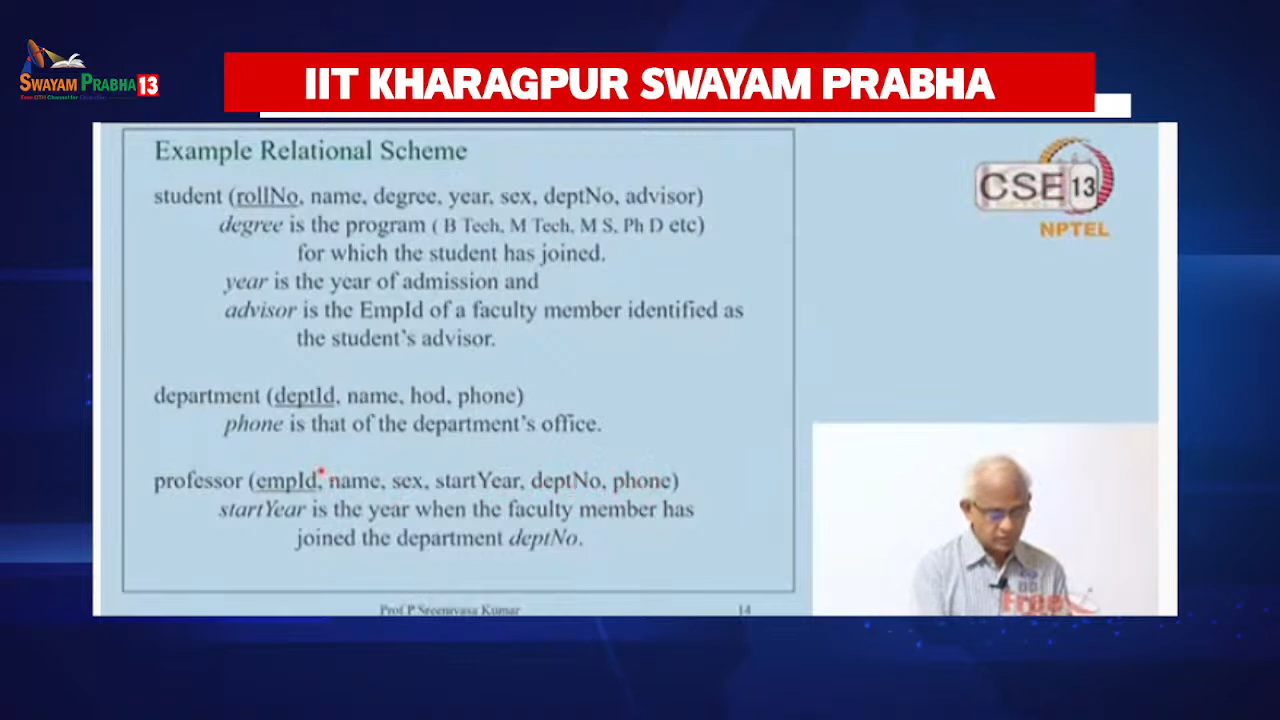 SWAYAM PRABHA 13
IIT KHARAGPUR SWAYAM PRABHA
Example Relational Scheme
student (rollNo, name, degree, year, sex, deptNo, advisor)
degree is the program ( B Tech, M Tech, M S, Ph D etc)
for which the student has joined.
year is the year of admission and
advisor is the EmpId of a faculty member identified as
the student's advisor.
department (deptId, name, hod, phone)
phone is that of the department's office.
professor (empId, name, sex, startYear, deptNo, phone)
startYear is the year when the faculty member has
joined the department deptNo.
Prof P Sreenivasa Kumar
14
CSE 13
NPTEL
Free